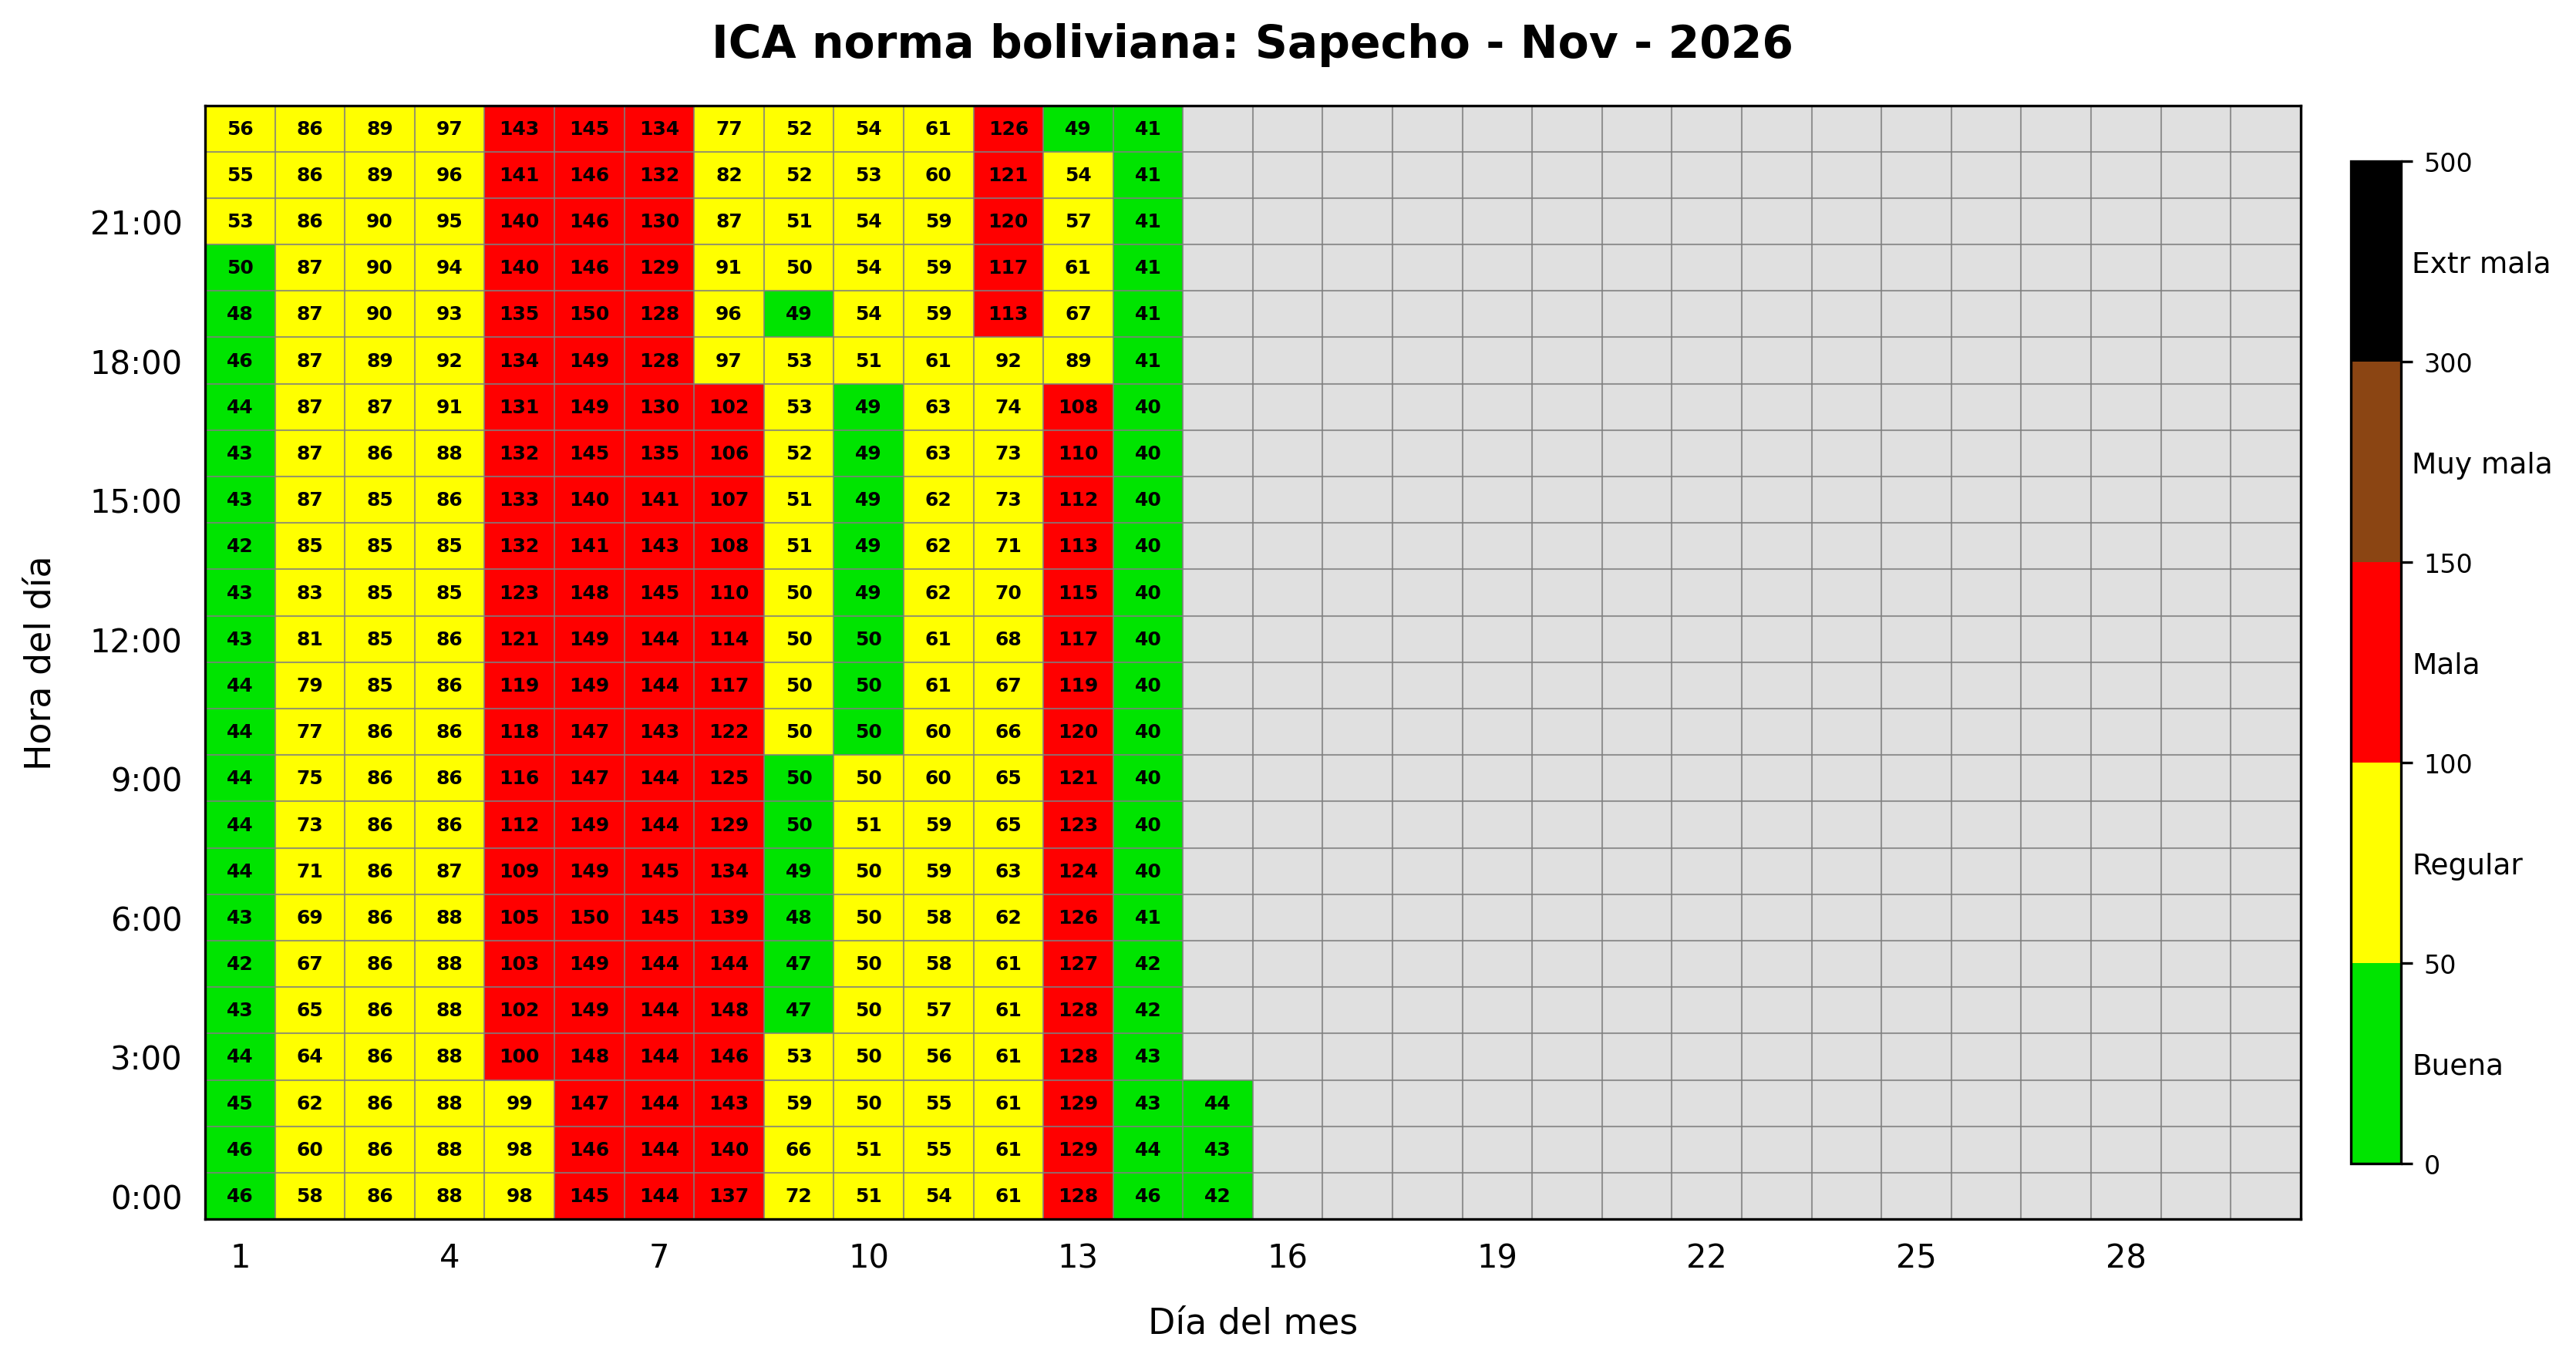 ICA norma boliviana: Sapecho - Nov - 2026
56 86 89 97 143 145 134 77 52 54 61 126 49 41
55 86 89 96 141 146 132 82 52 53 60 121 54 41
21:00 53 86 90 95 140 146 130 87 51 54 59 120 57 41
50 87 90 94 140 146 129 91 50 54 59 117 61 41
48 87 90 93 135 150 128 96 49 54 59 113 67 41
18:00 46 87 89 92 134 149 128 97 53 51 61 92 89 41
44 87 87 91 131 149 130 102 53 49 63 74 108 40
43 87 86 88 132 145 135 106 52 49 63 73 110 40
15:00 43 87 85 86 133 140 141 107 51 49 62 73 112 40
42 85 85 85 132 141 143 108 51 49 62 71 113 40
43 83 85 85 123 148 145 110 50 49 62 70 115 40
12:00 43 81 85 86 121 149 144 114 50 50 61 68 117 40
44 79 85 86 119 149 144 117 50 50 61 67 119 40
44 77 86 86 118 147 143 122 50 50 60 66 120 40
9:00 44 75 86 86 116 147 144 125 50 50 60 65 121 40
44 73 86 86 112 149 144 129 50 51 59 65 123 40
44 71 86 87 109 149 145 134 49 50 59 63 124 40
6:00 43 69 86 88 105 150 145 139 48 50 58 62 126 41
42 67 86 88 103 149 144 144 47 50 58 61 127 42
43 65 86 88 102 149 144 148 47 50 57 61 128 42
3:00 44 64 86 88 100 148 144 146 53 50 56 61 128 43
45 62 86 88 99 147 144 143 59 50 55 61 129 43 44
46 60 86 88 98 146 144 140 66 51 55 61 129 44 43
0:00 46 58 86 88 98 145 144 137 72 51 54 61 128 46 42
1 4 7 10 13 16 19 22 25 28
Día del mes
Hora del día
500
Extr mala
300
Muy mala
150
Mala
100
Regular
50
Buena
0